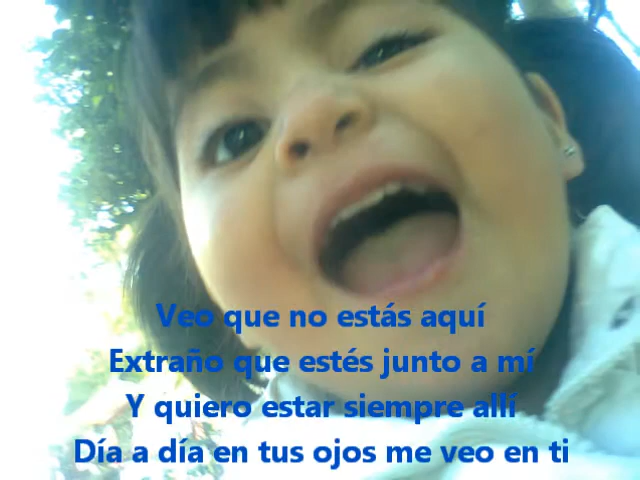 Veo que no estás aquí
Extraño que estés junto a mí
Y quiero estar siempre allí
Día a día en tus ojos me veo en ti